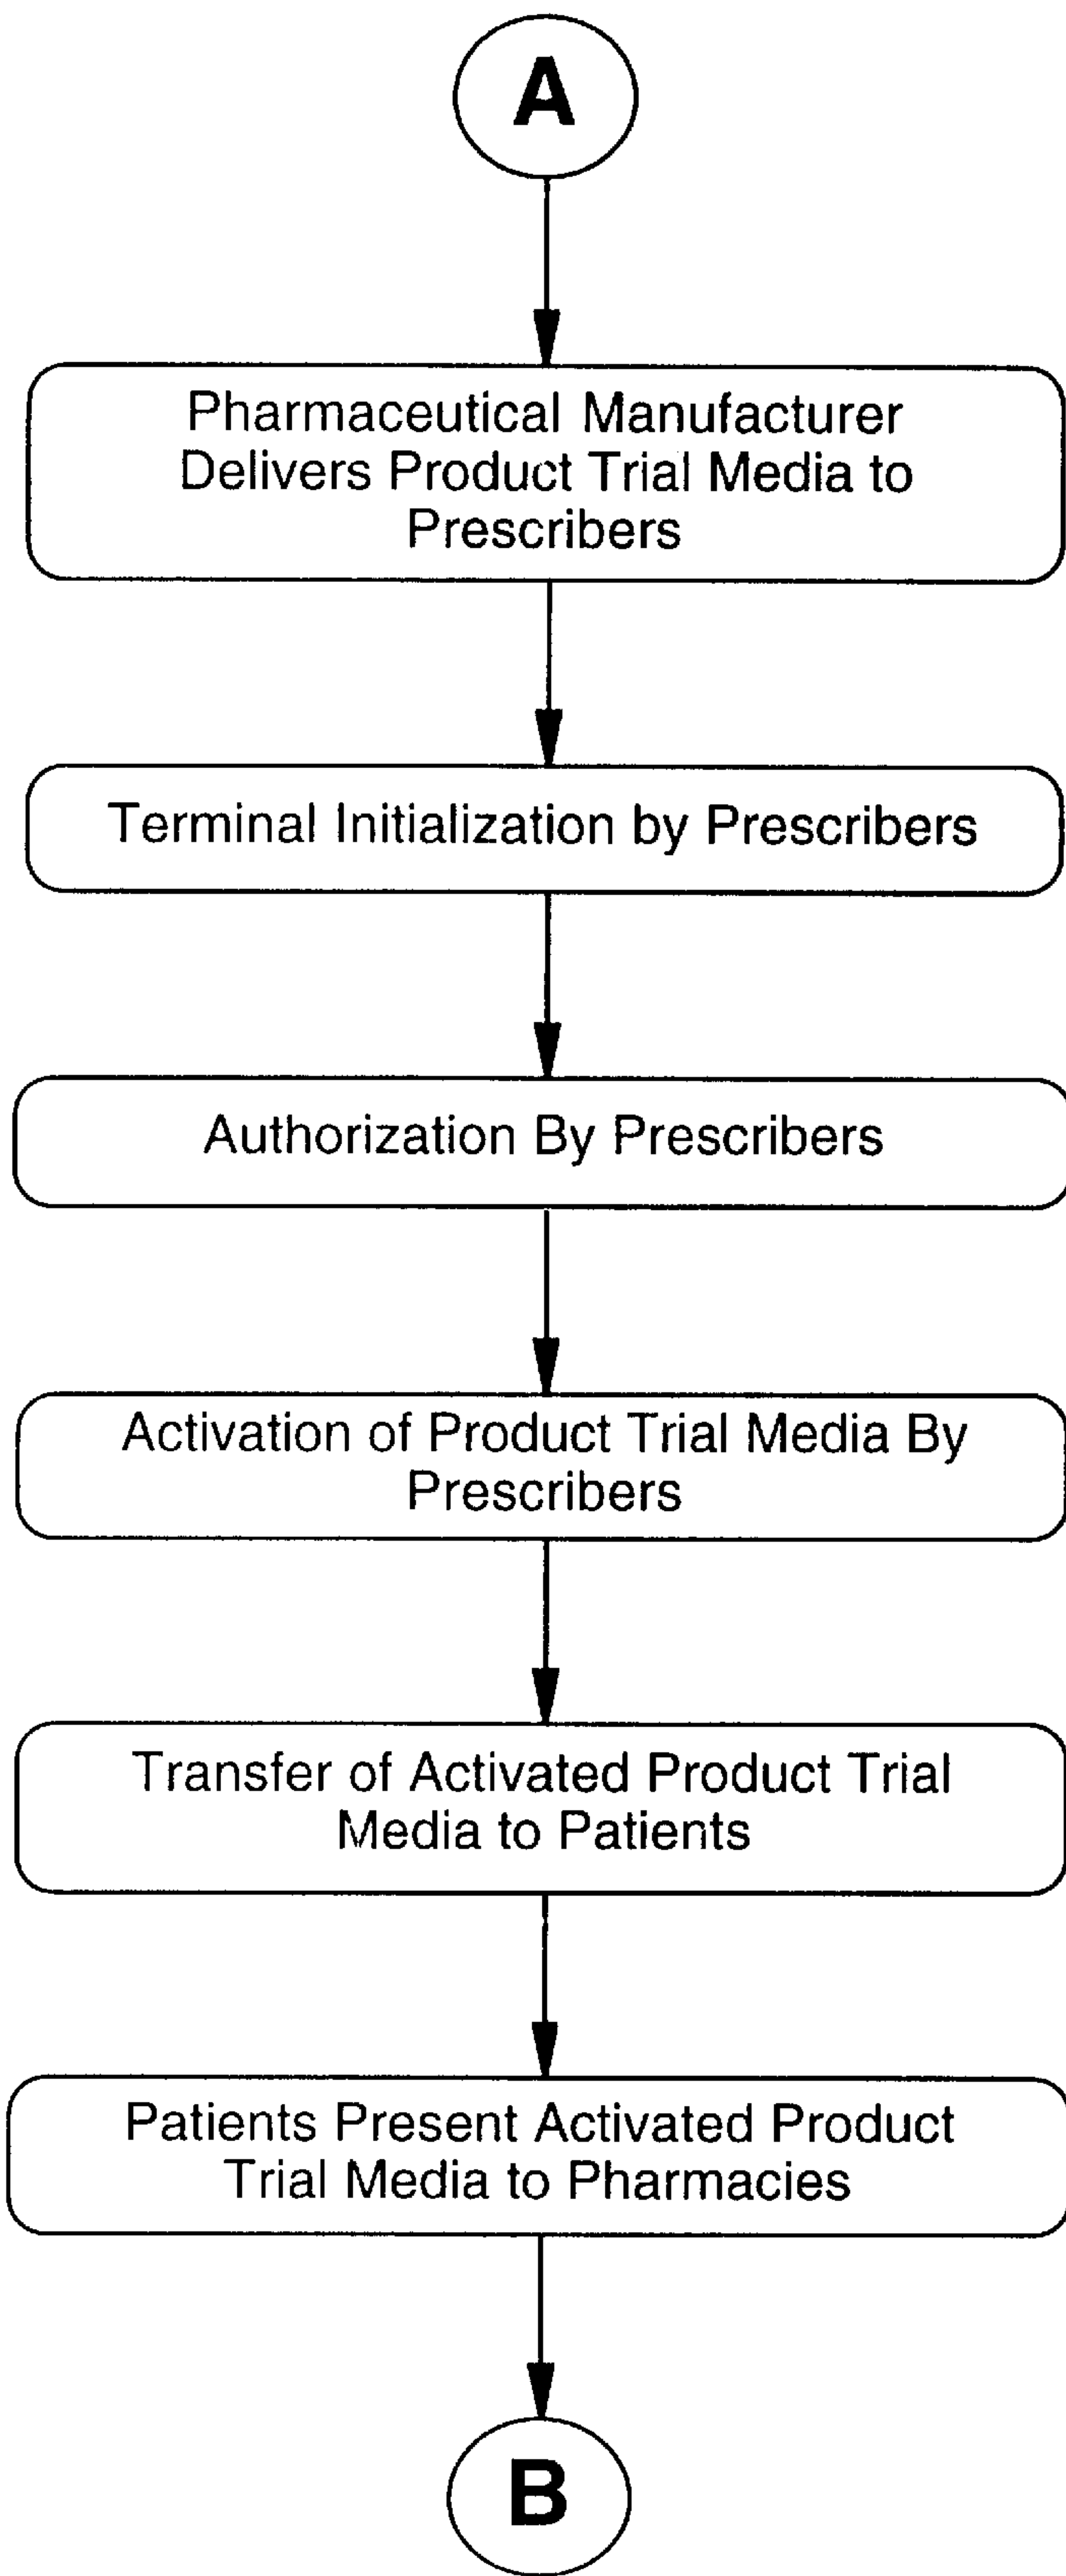 A
Pharmaceutical Manufacturer
Delivers Product Trial Media to
Prescribers
Terminal Initialization by Prescribers
Authorization By Prescribers
Activation of Product Trial Media By
Prescribers
Transfer of Activated Product Trial
Media to Patients
Patients Present Activated Product
Trial Media to Pharmacies
B